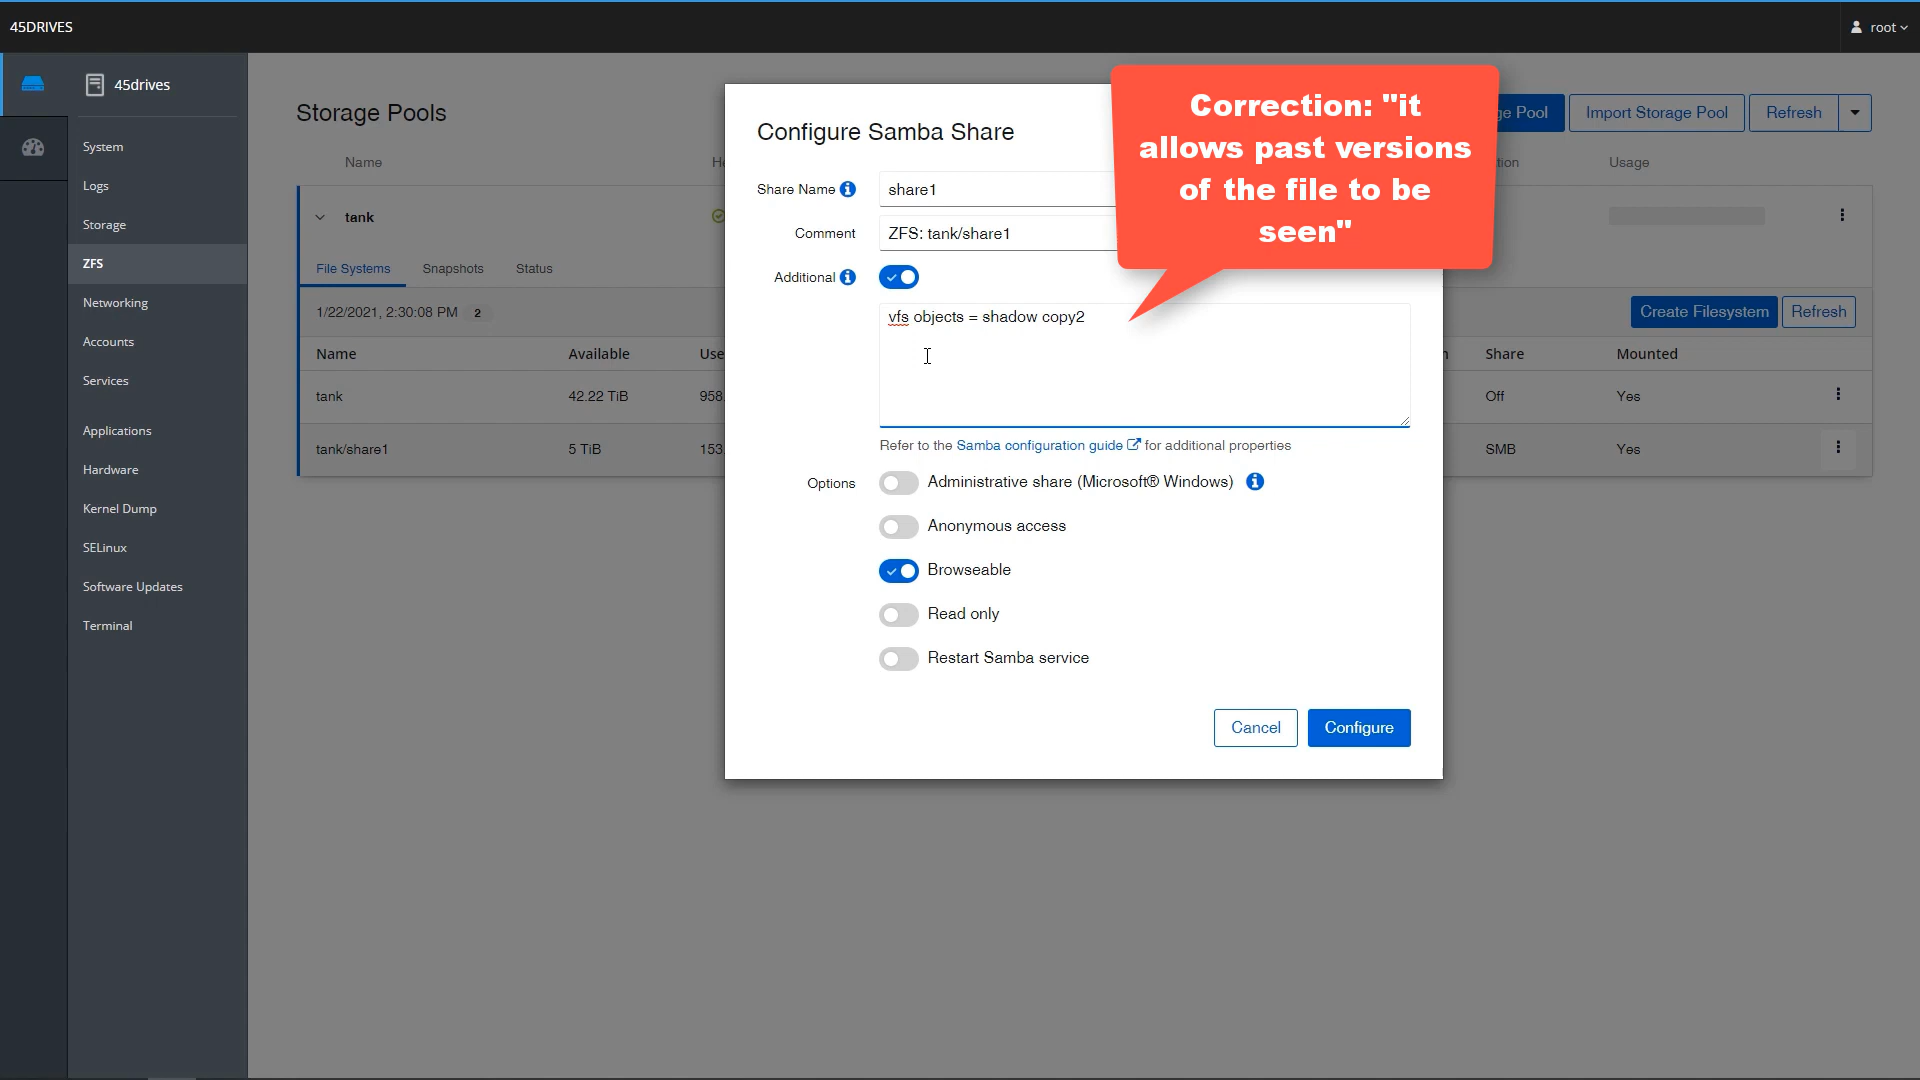 45DRIVES
root
45drives
System
Logs
Storage
ZFS
Networking
Accounts
Services
Applications
Hardware
Kernel Dump
SELinux
Software Updates
Terminal
Storage Pools
ge Pool
Import Storage Pool
Refresh
Name
He
tion
Usage
tank
File Systems
Snapshots
Status
1/22/2021, 2:30:08 PM 2
Create Filesystem
Refresh
Name Available Use
n Share Mounted
tank 42.22 TiB 958.
Off Yes
tank/share1 5 TiB 153.
SMB Yes
Configure Samba Share
Share Name share1
Comment ZFS: tank/share1
Additional
vfs objects = shadow copy2
Refer to the Samba configuration guide for additional properties
Options
Administrative share (Microsoft® Windows)
Anonymous access
Browseable
Read only
Restart Samba service
Cancel
Configure
Correction: "it
allows past versions
of the file to be
seen"